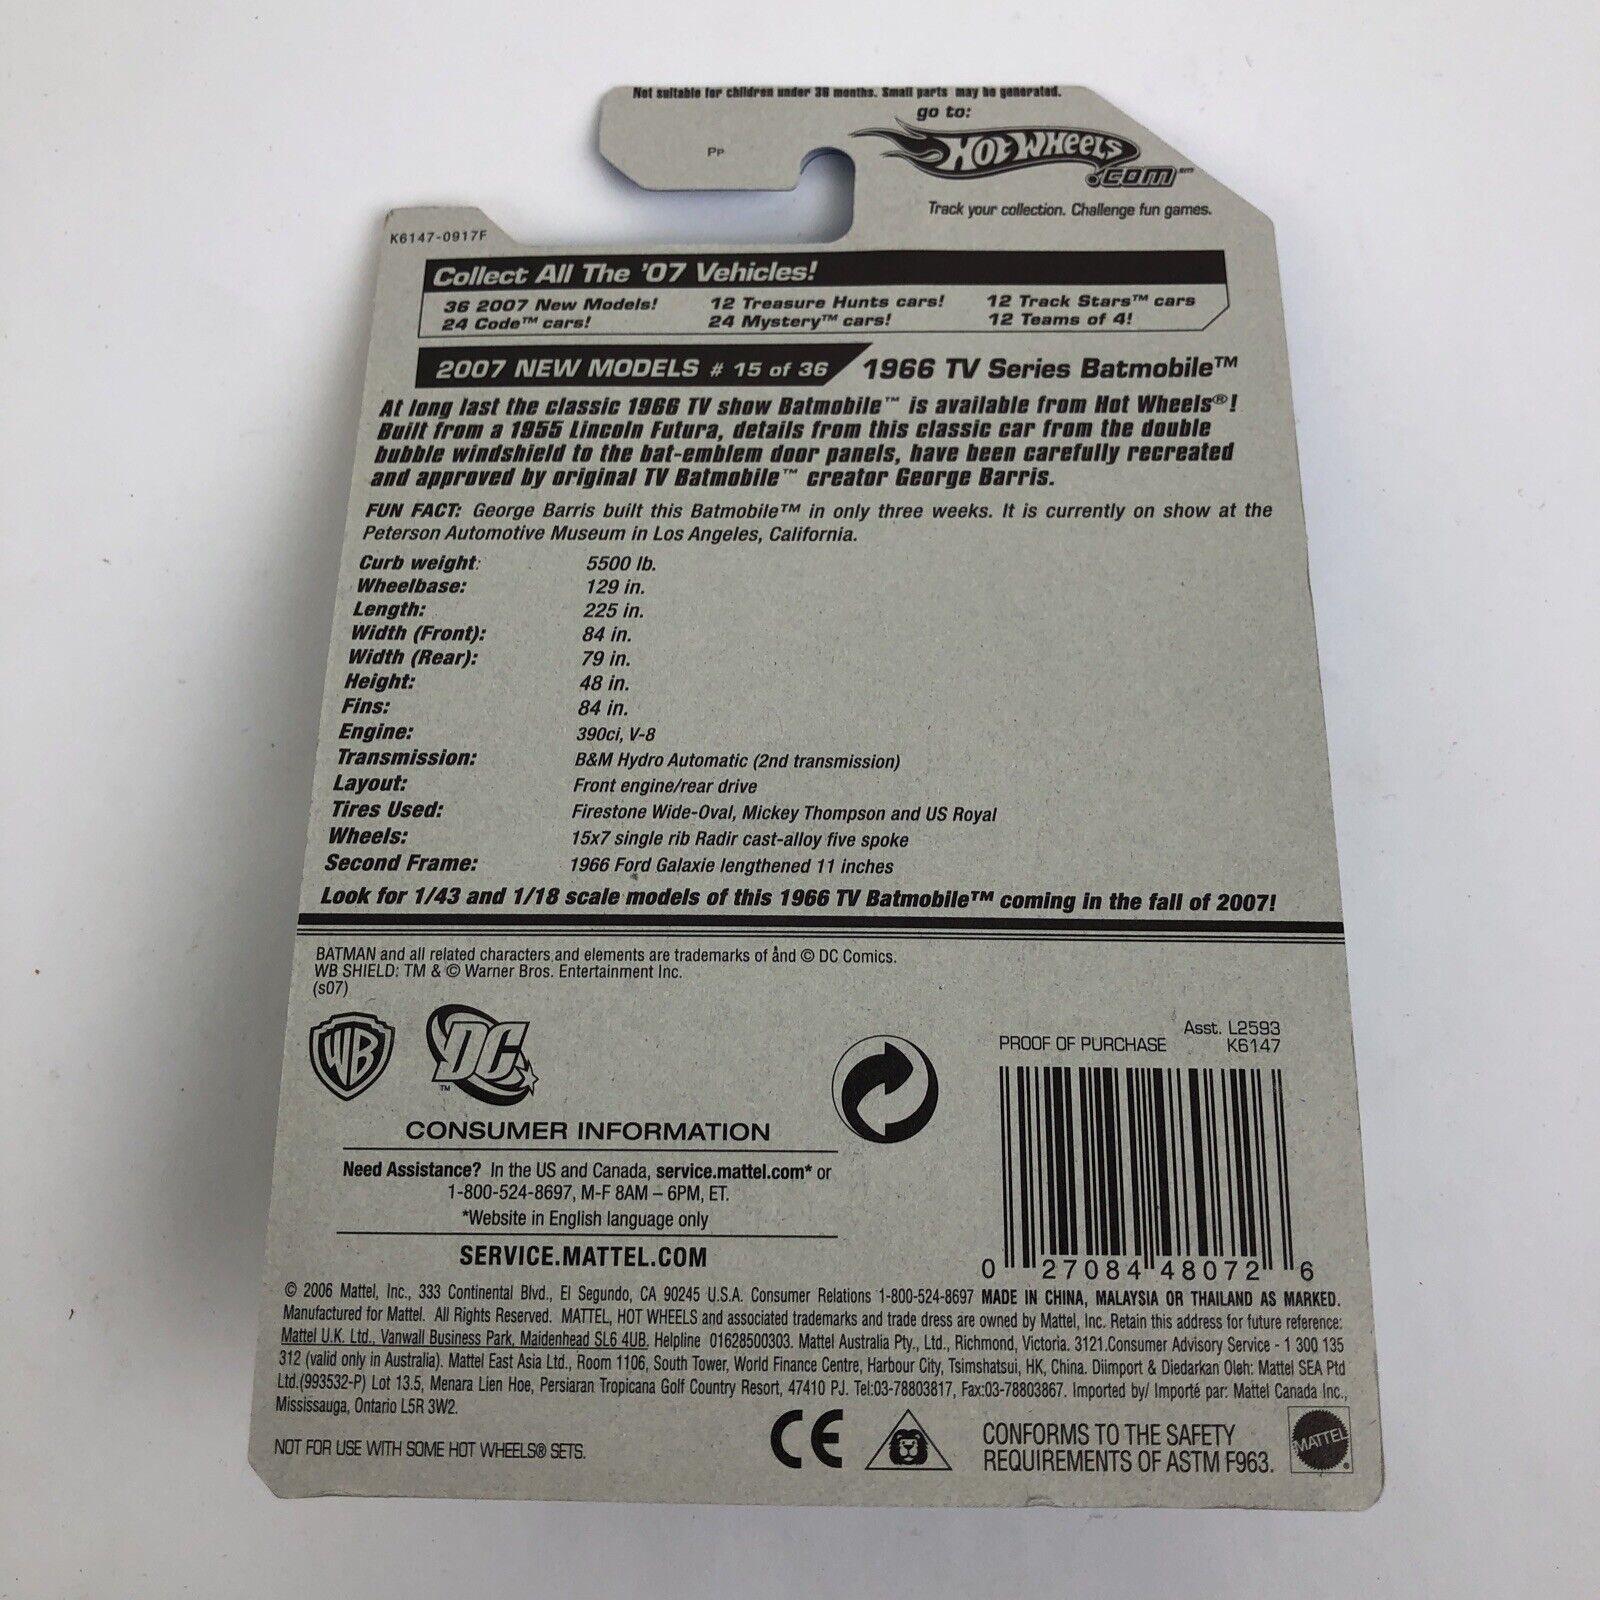 Not suitable for children under 36 months. Small parts may be generated.
go to:
Hot Wheels
.com℠
Pp
Track your collection. Challenge fun games.
K6147-0917F
Collect All The '07 Vehicles!
36 2007 New Models! 12 Treasure Hunts cars! 12 Track Stars™ cars
24 Code™ cars! 24 Mystery™ cars! 12 Teams of 4!
2007 NEW MODELS # 15 of 36 1966 TV Series Batmobile™
At long last the classic 1966 TV show Batmobile™ is available from Hot Wheels®!
Built from a 1955 Lincoln Futura, details from this classic car from the double
bubble windshield to the bat-emblem door panels, have been carefully recreated
and approved by original TV Batmobile™ creator George Barris.
FUN FACT: George Barris built this Batmobile™ in only three weeks. It is currently on show at the
Peterson Automotive Museum in Los Angeles, California.
Curb weight: 5500 lb.
Wheelbase: 129 in.
Length: 225 in.
Width (Front): 84 in.
Width (Rear): 79 in.
Height: 48 in.
Fins: 84 in.
Engine: 390ci, V-8
Transmission: B&M Hydro Automatic (2nd transmission)
Layout: Front engine/rear drive
Tires Used: Firestone Wide-Oval, Mickey Thompson and US Royal
Wheels: 15x7 single rib Radir cast-alloy five spoke
Second Frame: 1966 Ford Galaxie lengthened 11 inches
Look for 1/43 and 1/18 scale models of this 1966 TV Batmobile™ coming in the fall of 2007!
BATMAN and all related characters and elements are trademarks of and © DC Comics.
WB SHIELD: TM & © Warner Bros. Entertainment Inc.
(s07)
WB DC ™
PROOF OF PURCHASE
Asst. L2593
K6147
CONSUMER INFORMATION
Need Assistance? In the US and Canada, service.mattel.com* or
1-800-524-8697, M-F 8AM – 6PM, ET.
*Website in English language only
SERVICE.MATTEL.COM
0 27084 48072 6
© 2006 Mattel, Inc., 333 Continental Blvd., El Segundo, CA 90245 U.S.A. Consumer Relations 1-800-524-8697 MADE IN CHINA, MALAYSIA OR THAILAND AS MARKED.
Manufactured for Mattel. All Rights Reserved. MATTEL, HOT WHEELS and associated trademarks and trade dress are owned by Mattel, Inc. Retain this address for future reference:
Mattel U.K. Ltd., Vanwall Business Park, Maidenhead SL6 4UB. Helpline 01628500303. Mattel Australia Pty., Ltd., Richmond, Victoria. 3121.Consumer Advisory Service - 1 300 135
312 (valid only in Australia). Mattel East Asia Ltd., Room 1106, South Tower, World Finance Centre, Harbour City, Tsimshatsui, HK, China. Diimport & Diedarkan Oleh: Mattel SEA Ptd
Ltd.(993532-P) Lot 13.5, Menara Lien Hoe, Persiaran Tropicana Golf Country Resort, 47410 PJ. Tel:03-78803817, Fax:03-78803867. Imported by/ Importé par: Mattel Canada Inc.,
Mississauga, Ontario L5R 3W2.
NOT FOR USE WITH SOME HOT WHEELS® SETS.
CE
CONFORMS TO THE SAFETY
REQUIREMENTS OF ASTM F963.
MATTEL®